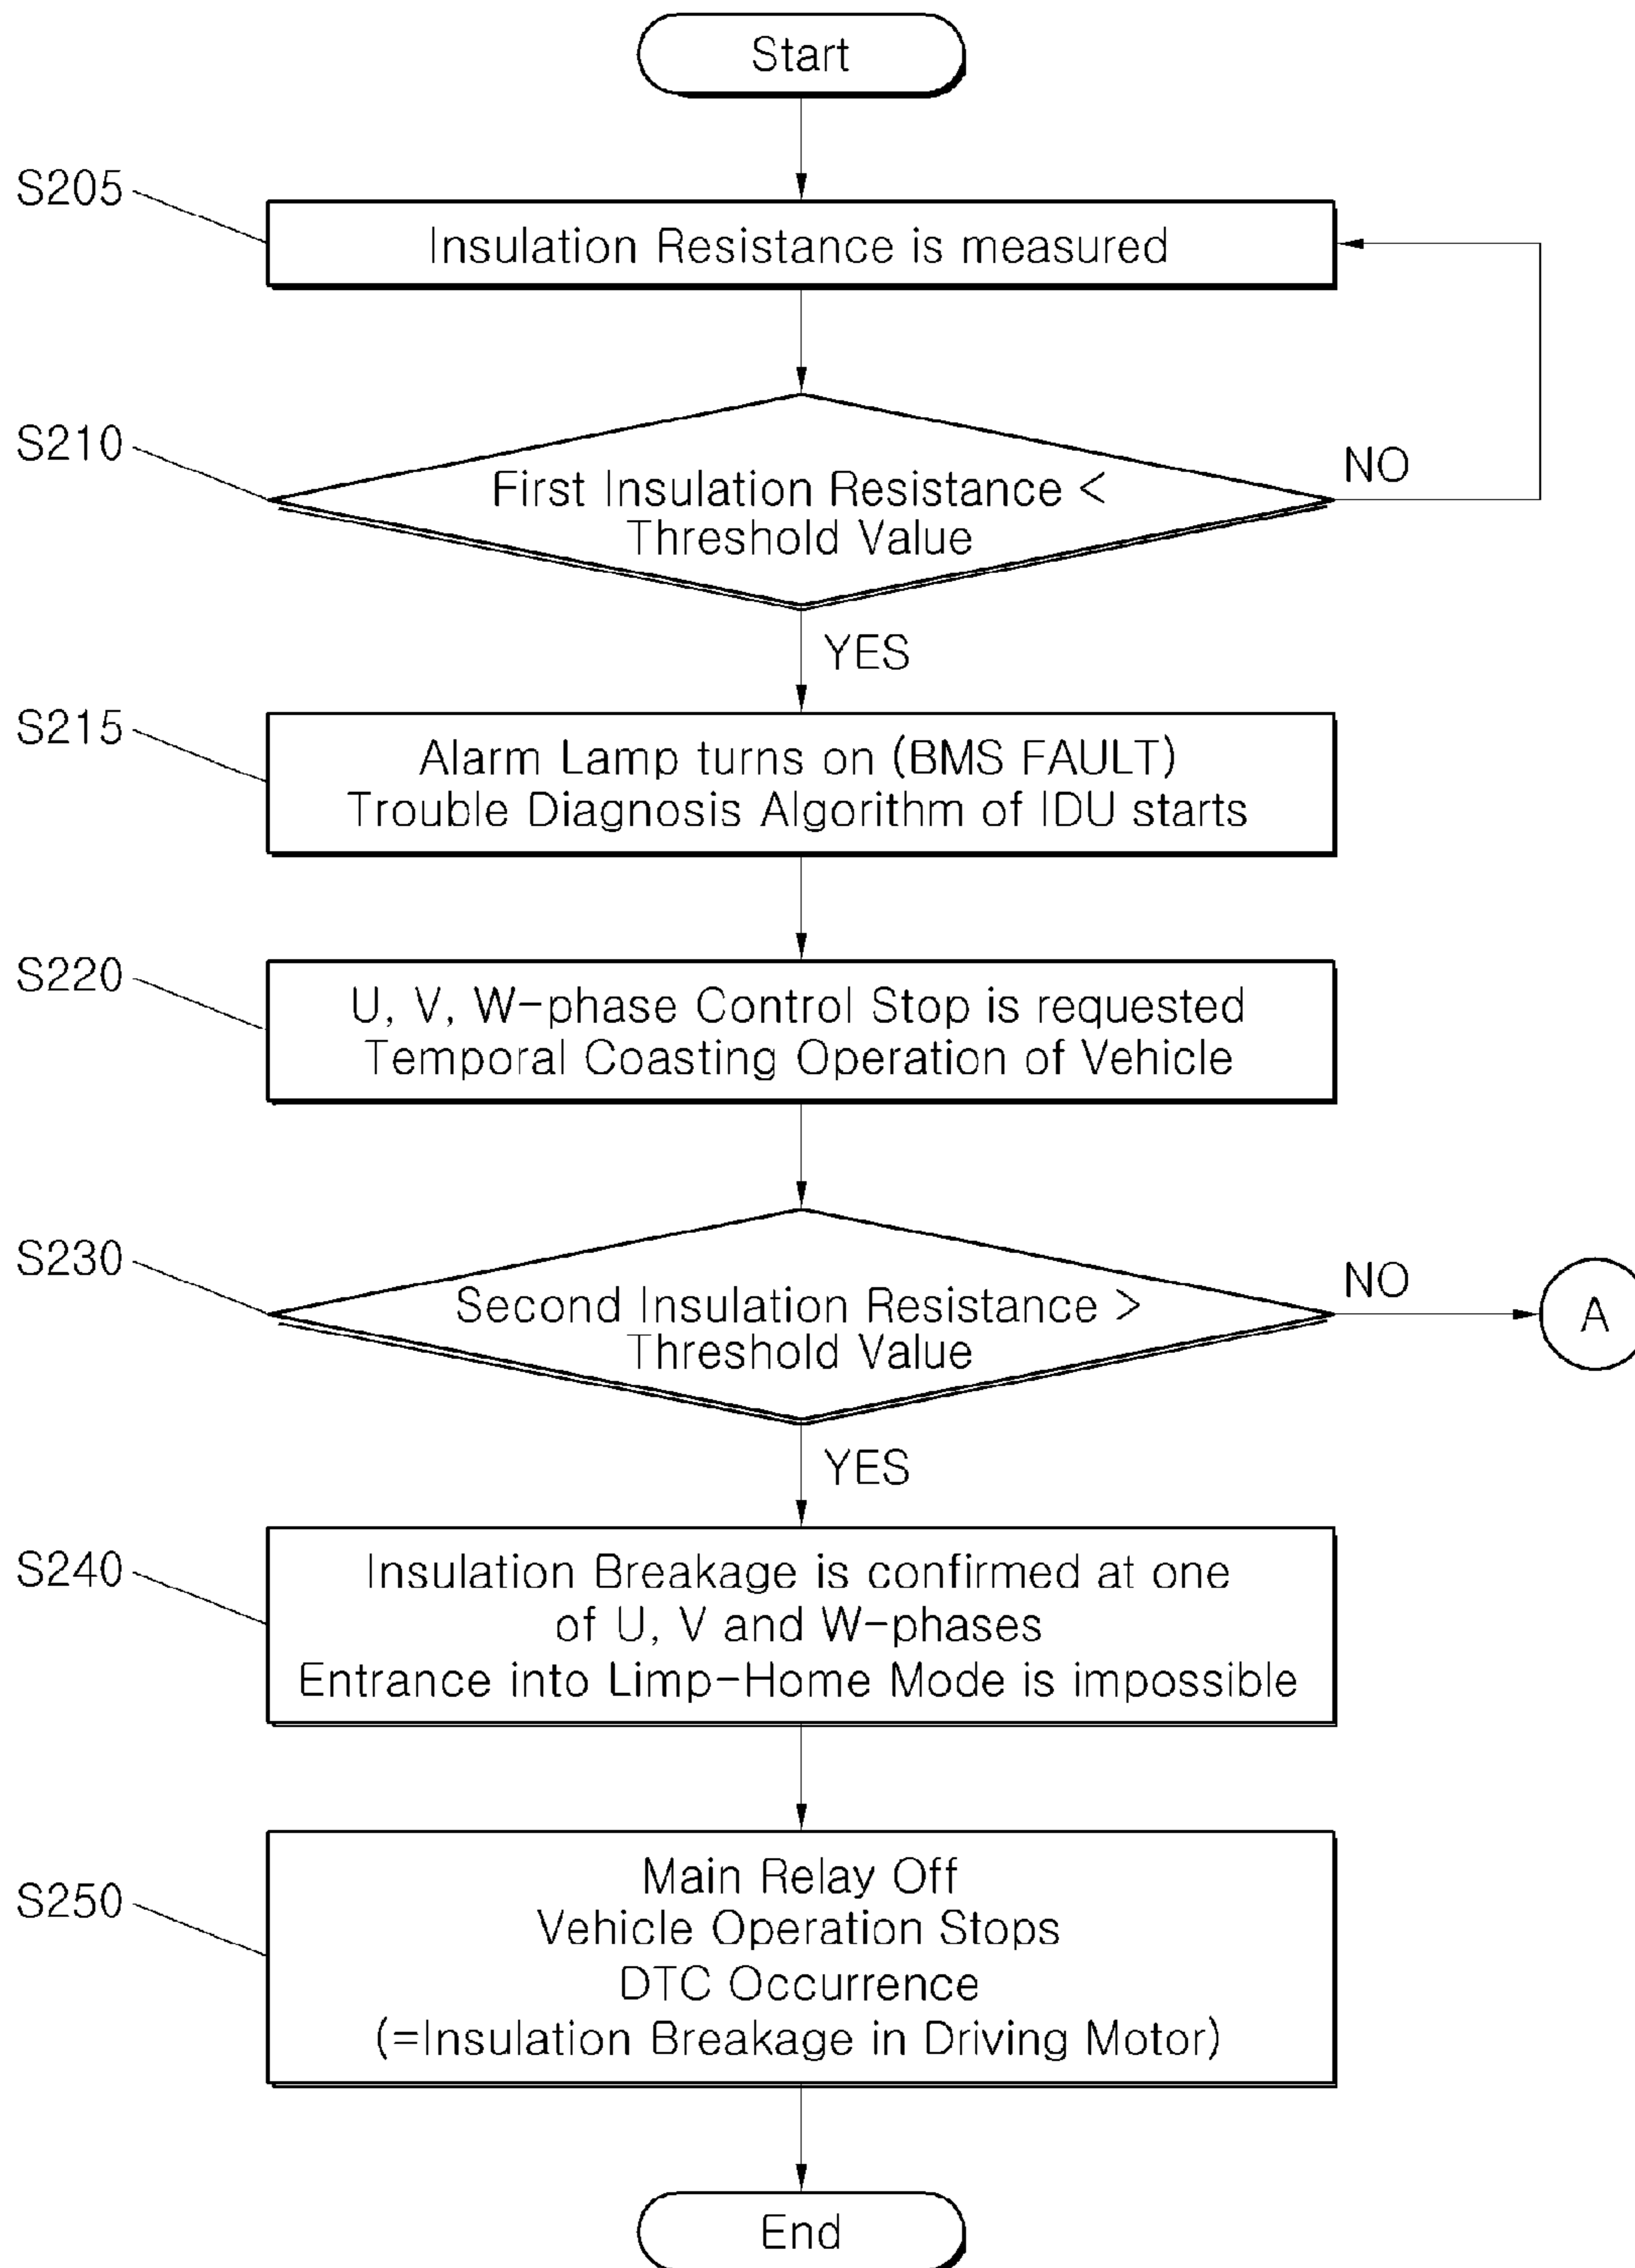 Start
S205
Insulation Resistance is measured
S210
First Insulation Resistance <
Threshold Value
NO
YES
S215
Alarm Lamp turns on (BMS FAULT)
Trouble Diagnosis Algorithm of IDU starts
S220
U, V, W-phase Control Stop is requested
Temporal Coasting Operation of Vehicle
S230
Second Insulation Resistance >
Threshold Value
NO
A
YES
S240
Insulation Breakage is confirmed at one
of U, V and W-phases
Entrance into Limp-Home Mode is impossible
S250
Main Relay Off
Vehicle Operation Stops
DTC Occurrence
(=Insulation Breakage in Driving Motor)
End